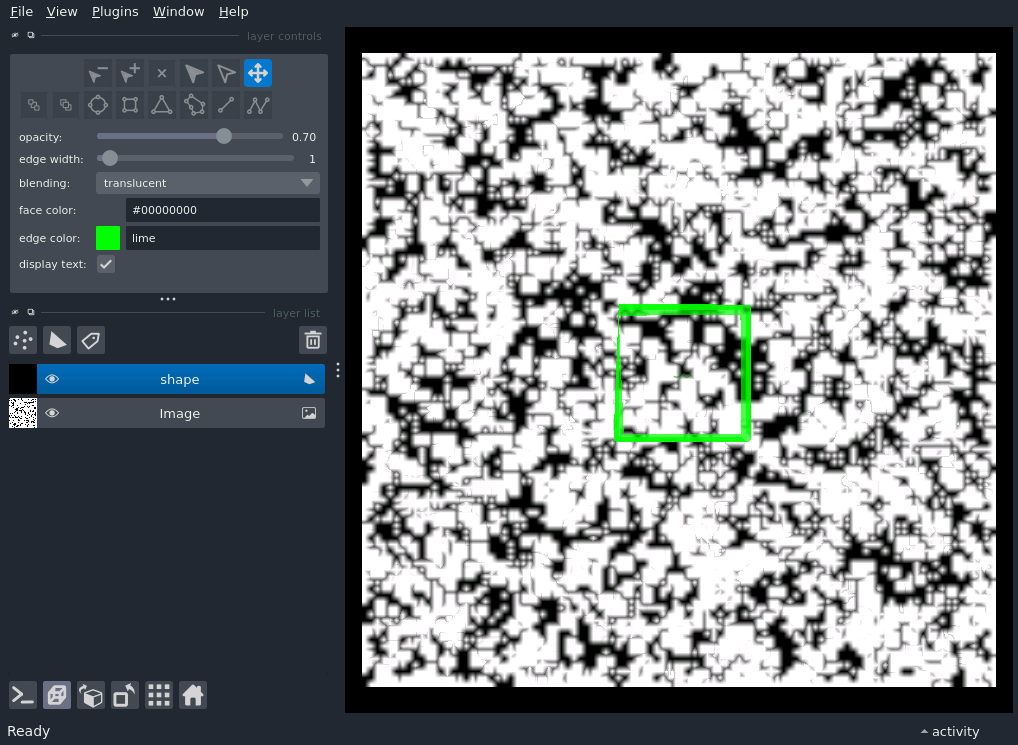 File View Plugins Window Help
layer controls
opacity: 0.70
edge width: 1
blending: translucent
face color: #00000000
edge color: lime
display text:
layer list
shape
Image
Ready
activity